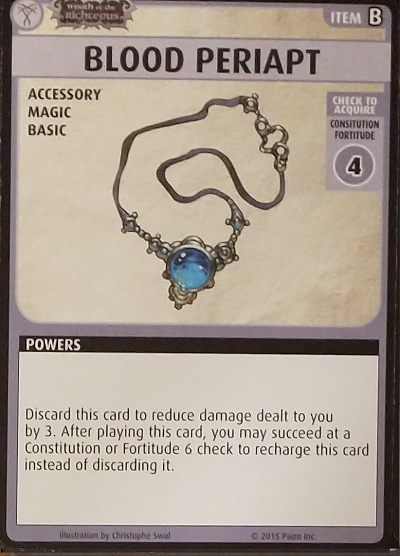 Wrath of the
Righteous
ITEM B
BLOOD PERIAPT
ACCESSORY
MAGIC
BASIC
CHECK TO
ACQUIRE
CONSITUTION
FORTITUDE
4
POWERS
Discard this card to reduce damage dealt to you
by 3. After playing this card, you may succeed at a
Constitution or Fortitude 6 check to recharge this card
instead of discarding it.
Illustration by Christophe Swal
© 2015 Paizo Inc.